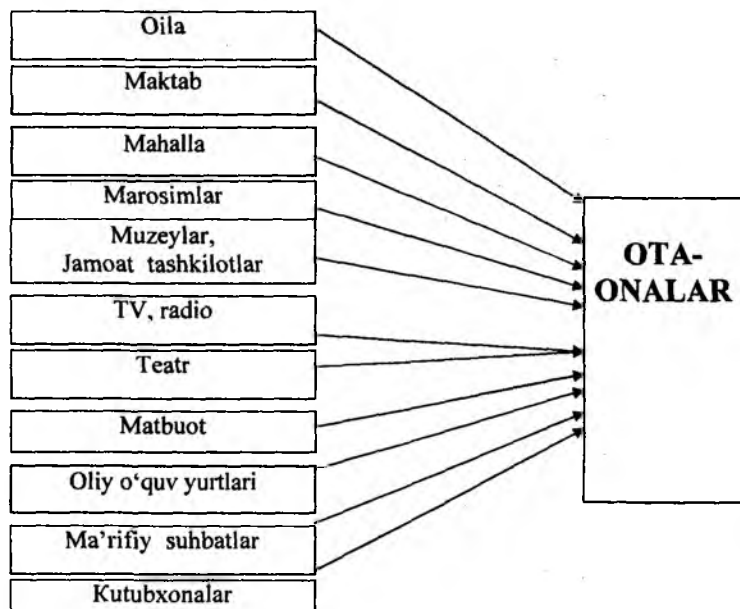 Oila
Maktab
Mahalla
Marosimlar
Muzeylar,
Jamoat tashkilotlar
TV, radio
Teatr
Matbuot
Oliy o‘quv yurtlari
Ma'rifiy suhbatlar
Kutubxonalar
OTA-
ONALAR